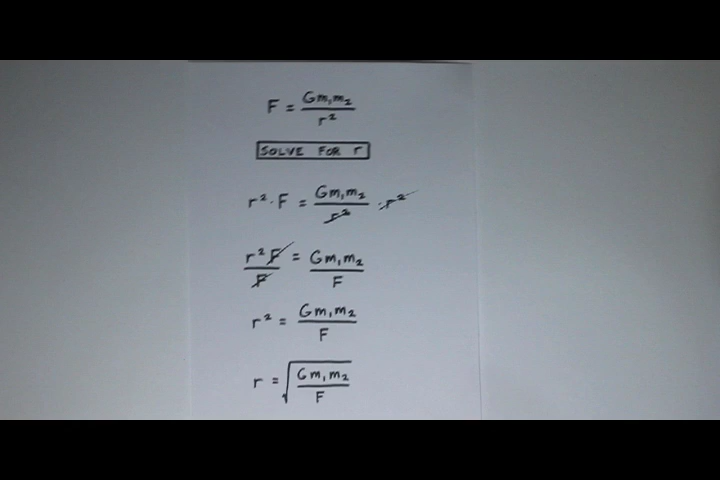 F = Gm₁m₂/r²
SOLVE FOR r
r²·F = Gm₁m₂/r² ·r²
r²F/F = Gm₁m₂/F
r² = Gm₁m₂/F
r = √(Gm₁m₂/F)